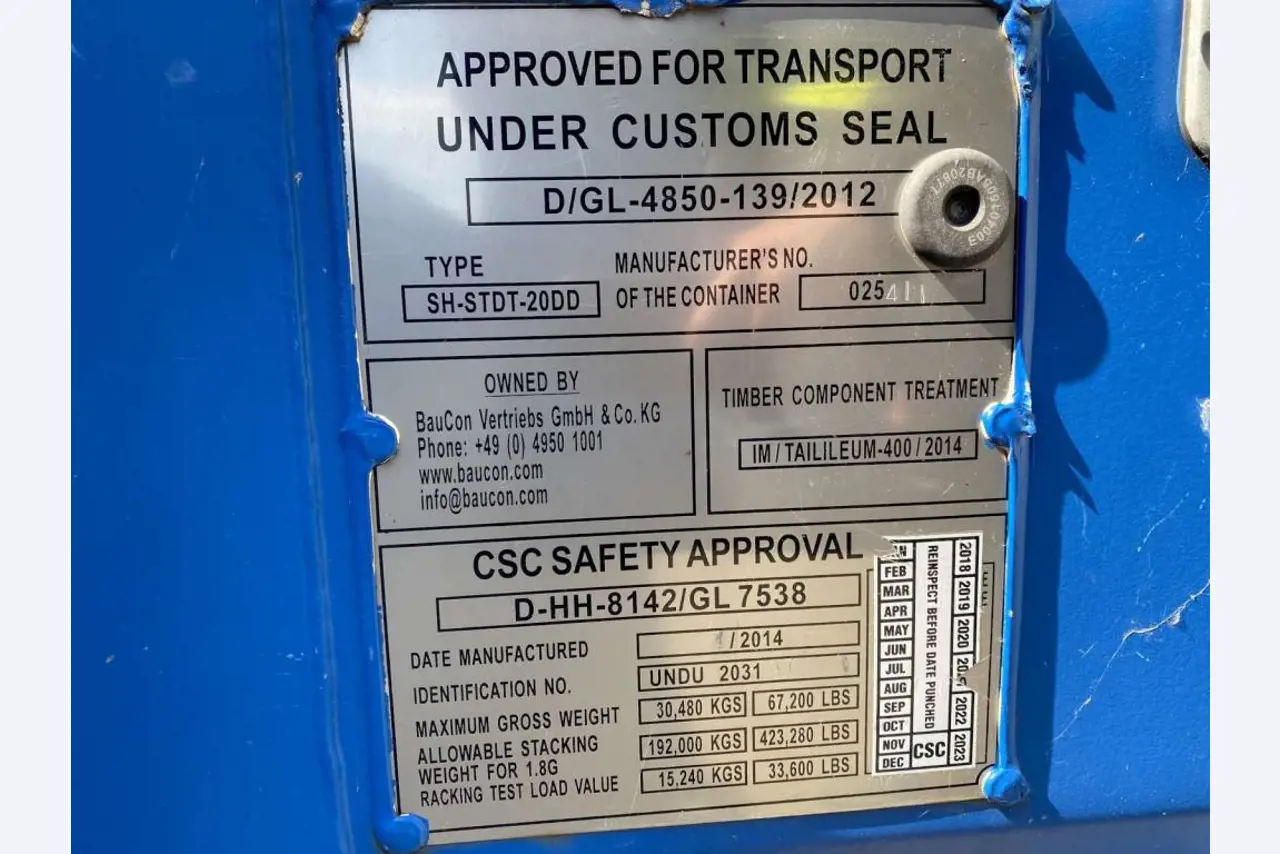 APPROVED FOR TRANSPORT
UNDER CUSTOMS SEAL
D/GL-4850-139/2012
TYPE
SH-STDT-20DD
MANUFACTURER'S NO.
OF THE CONTAINER
025411
OWNED BY
BauCon Vertriebs GmbH & Co. KG
Phone: +49 (0) 4950 1001
www.baucon.com
info@baucon.com
TIMBER COMPONENT TREATMENT
IM/TAILILEUM-400/2014
CSC SAFETY APPROVAL
D-HH-8142/GL 7538
DATE MANUFACTURED
/2014
IDENTIFICATION NO.
UNDU 2031
MAXIMUM GROSS WEIGHT
30,480 KGS
67,200 LBS
ALLOWABLE STACKING
WEIGHT FOR 1.8G
192,000 KGS
423,280 LBS
RACKING TEST LOAD VALUE
15,240 KGS
33,600 LBS
FEB
MAR
APR
MAY
JUN
JUL
AUG
SEP
OCT
NOV
DEC
REINSPECT BEFORE DATE PUNCHED
CSC
2018 2019 2020 2022 2023